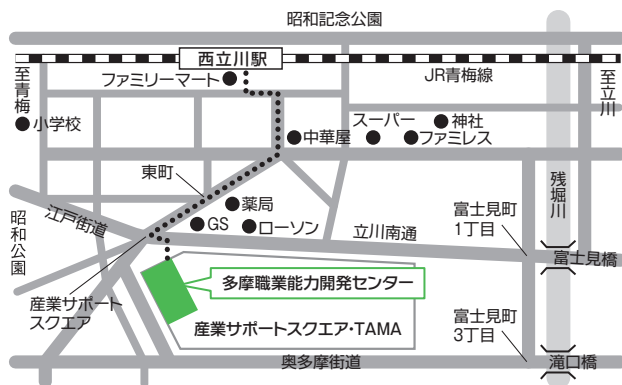 昭和記念公園
西立川駅
ファミリーマート
JR青梅線
至青梅
至立川
小学校
スーパー
神社
中華屋
ファミレス
東町
残堀川
薬局
江戸街道
GS
ローソン
立川南通
富士見町
1丁目
昭和公園
富士見橋
産業サポート
スクエア
多摩職業能力開発センター
産業サポートスクエア・TAMA
富士見町
3丁目
奥多摩街道
滝口橋